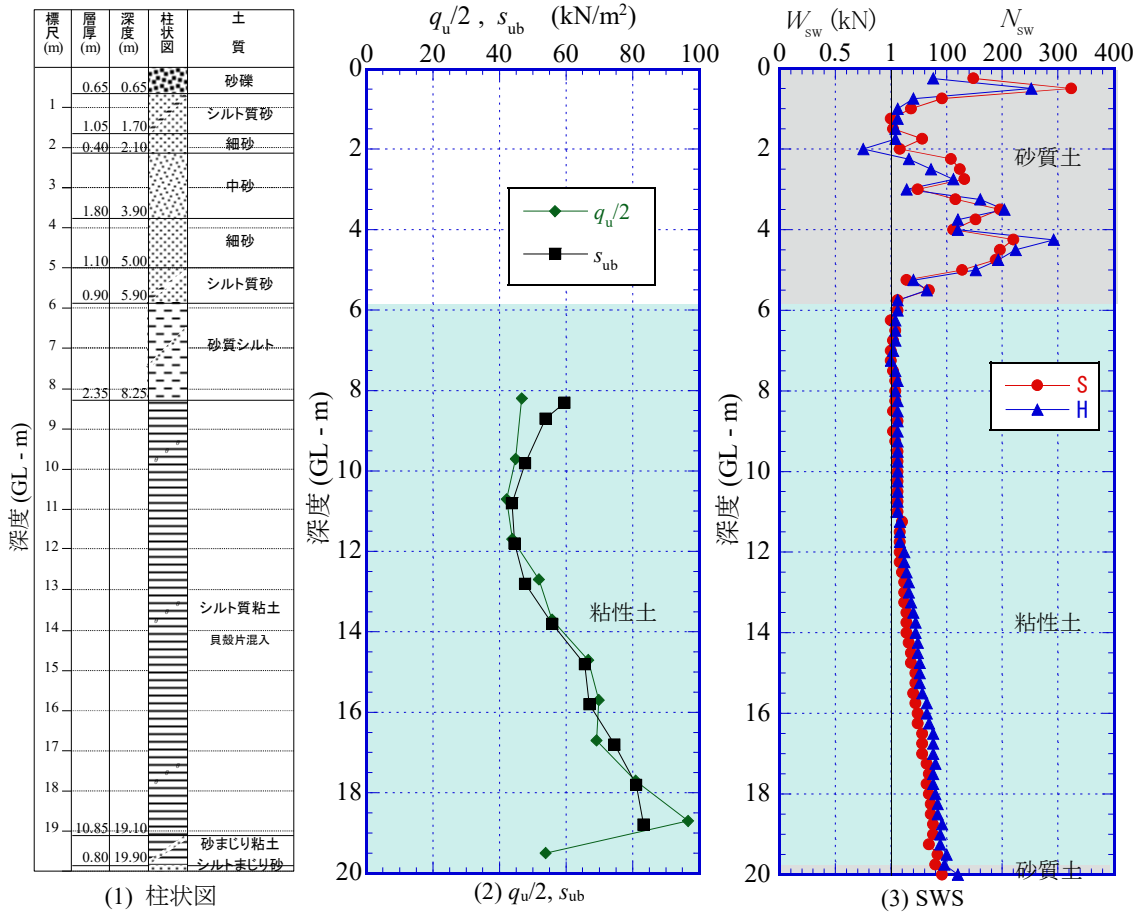 標尺 (m) 層厚 (m) 深度 (m) 柱状図 土質
0.65 0.65 砂礫
1
1.05 1.70 シルト質砂
2 0.40 2.10 細砂
3 中砂
1.80 3.90
4 細砂
5 1.10 5.00
シルト質砂
6 0.90 5.90
7 砂質シルト
8 2.35 8.25
9
10
11
12
13
シルト質粘土
14 貝殻片混入
15
16
17
18
19 10.85 19.10
砂まじり粘土
0.80 19.90 シルトまじり砂
深度 (GL - m)
(1) 柱状図
qu/2 , sub (kN/m²)
0 20 40 60 80 100
0
2
4
6
8
10
12
14
16
18
20
深度 (GL - m)
qu/2
sub
粘性土
(2) qu/2, sub
Wsw (kN) Nsw
0 0.5 1 100 200 300 400
0
2
4
6
8
10
12
14
16
18
20
深度 (GL - m)
砂質土
S
H
粘性土
砂質土
(3) SWS